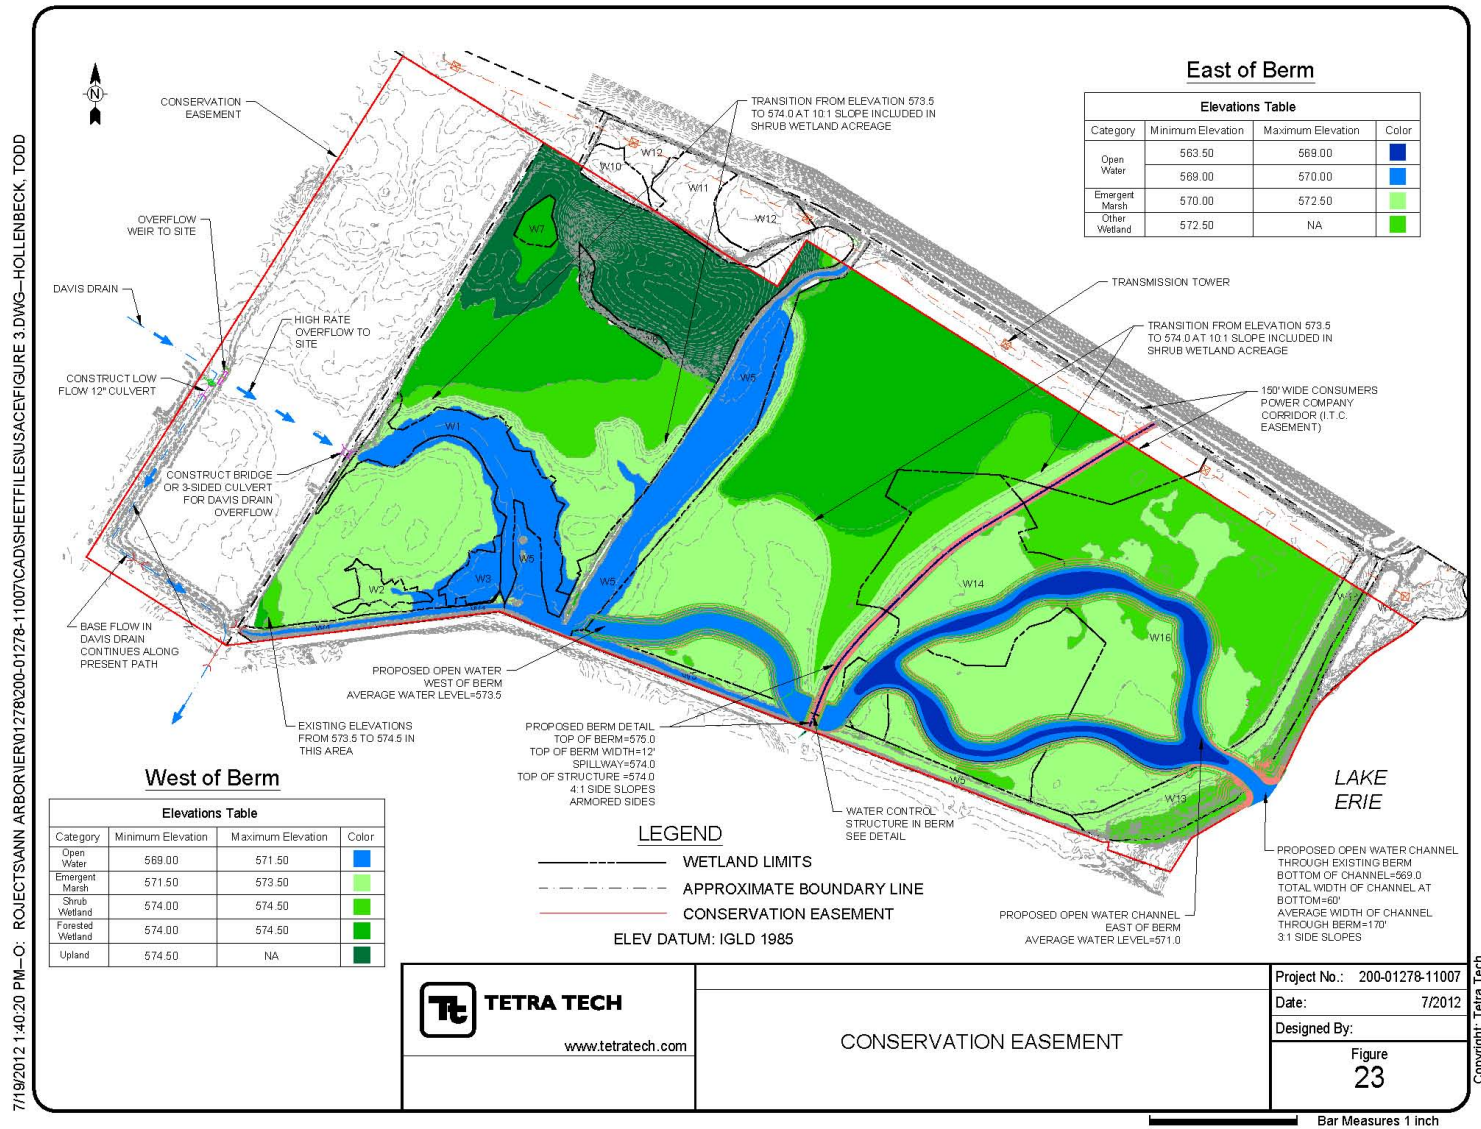 7/19/2012 1:40:20 PM—O: ROJECTS\ANN ARBOR\IER\01278\200-01278-11007\CAD\SHEETFILES\USACE\FIGURE 3.DWG—HOLLENBECK, TODD
N
CONSERVATION
EASEMENT
TRANSITION FROM ELEVATION 573.5
TO 574.0 AT 10:1 SLOPE INCLUDED IN
SHRUB WETLAND ACREAGE
East of Berm
Elevations Table
Category Minimum Elevation Maximum Elevation Color
Open
Water
563.50 569.00
569.00 570.00
Emergent
Marsh
570.00 572.50
Other
Wetland
572.50 NA
W12
W10
W11
W12
W7
OVERFLOW
WEIR TO SITE
DAVIS DRAIN
HIGH RATE
OVERFLOW TO
SITE
CONSTRUCT LOW
FLOW 12" CULVERT
TRANSMISSION TOWER
TRANSITION FROM ELEVATION 573.5
TO 574.0 AT 10:1 SLOPE INCLUDED IN
SHRUB WETLAND ACREAGE
150' WIDE CONSUMERS
POWER COMPANY
CORRIDOR (I.T.C.
EASEMENT)
W5
W1
CONSTRUCT BRIDGE
OR 3-SIDED CULVERT
FOR DAVIS DRAIN
OVERFLOW
W6
W3
W2
W5
W14
W16
BASE FLOW IN
DAVIS DRAIN
CONTINUES ALONG
PRESENT PATH
PROPOSED OPEN WATER
WEST OF BERM
AVERAGE WATER LEVEL=573.5
EXISTING ELEVATIONS
FROM 573.5 TO 574.5 IN
THIS AREA
PROPOSED BERM DETAIL
TOP OF BERM=575.0
TOP OF BERM WIDTH=12'
SPILLWAY=574.0
TOP OF STRUCTURE =574.0
4:1 SIDE SLOPES
ARMORED SIDES
W5
W13
WATER CONTROL
STRUCTURE IN BERM
SEE DETAIL
LAKE
ERIE
PROPOSED OPEN WATER CHANNEL
THROUGH EXISTING BERM
BOTTOM OF CHANNEL=569.0
TOTAL WIDTH OF CHANNEL AT
BOTTOM=60'
AVERAGE WIDTH OF CHANNEL
THROUGH BERM=170'
3:1 SIDE SLOPES
PROPOSED OPEN WATER CHANNEL
EAST OF BERM
AVERAGE WATER LEVEL=571.0
West of Berm
Elevations Table
Category Minimum Elevation Maximum Elevation Color
Open
Water
569.00 571.50
Emergent
Marsh
571.50 573.50
Shrub
Wetland
574.00 574.50
Forested
Wetland
574.00 574.50
Upland 574.50 NA
LEGEND
WETLAND LIMITS
APPROXIMATE BOUNDARY LINE
CONSERVATION EASEMENT
ELEV DATUM: IGLD 1985
Tt TETRA TECH
www.tetratech.com
CONSERVATION EASEMENT
Project No.: 200-01278-11007
Date: 7/2012
Designed By:
Figure
23
Copyright: Tetra Tech
Bar Measures 1 inch